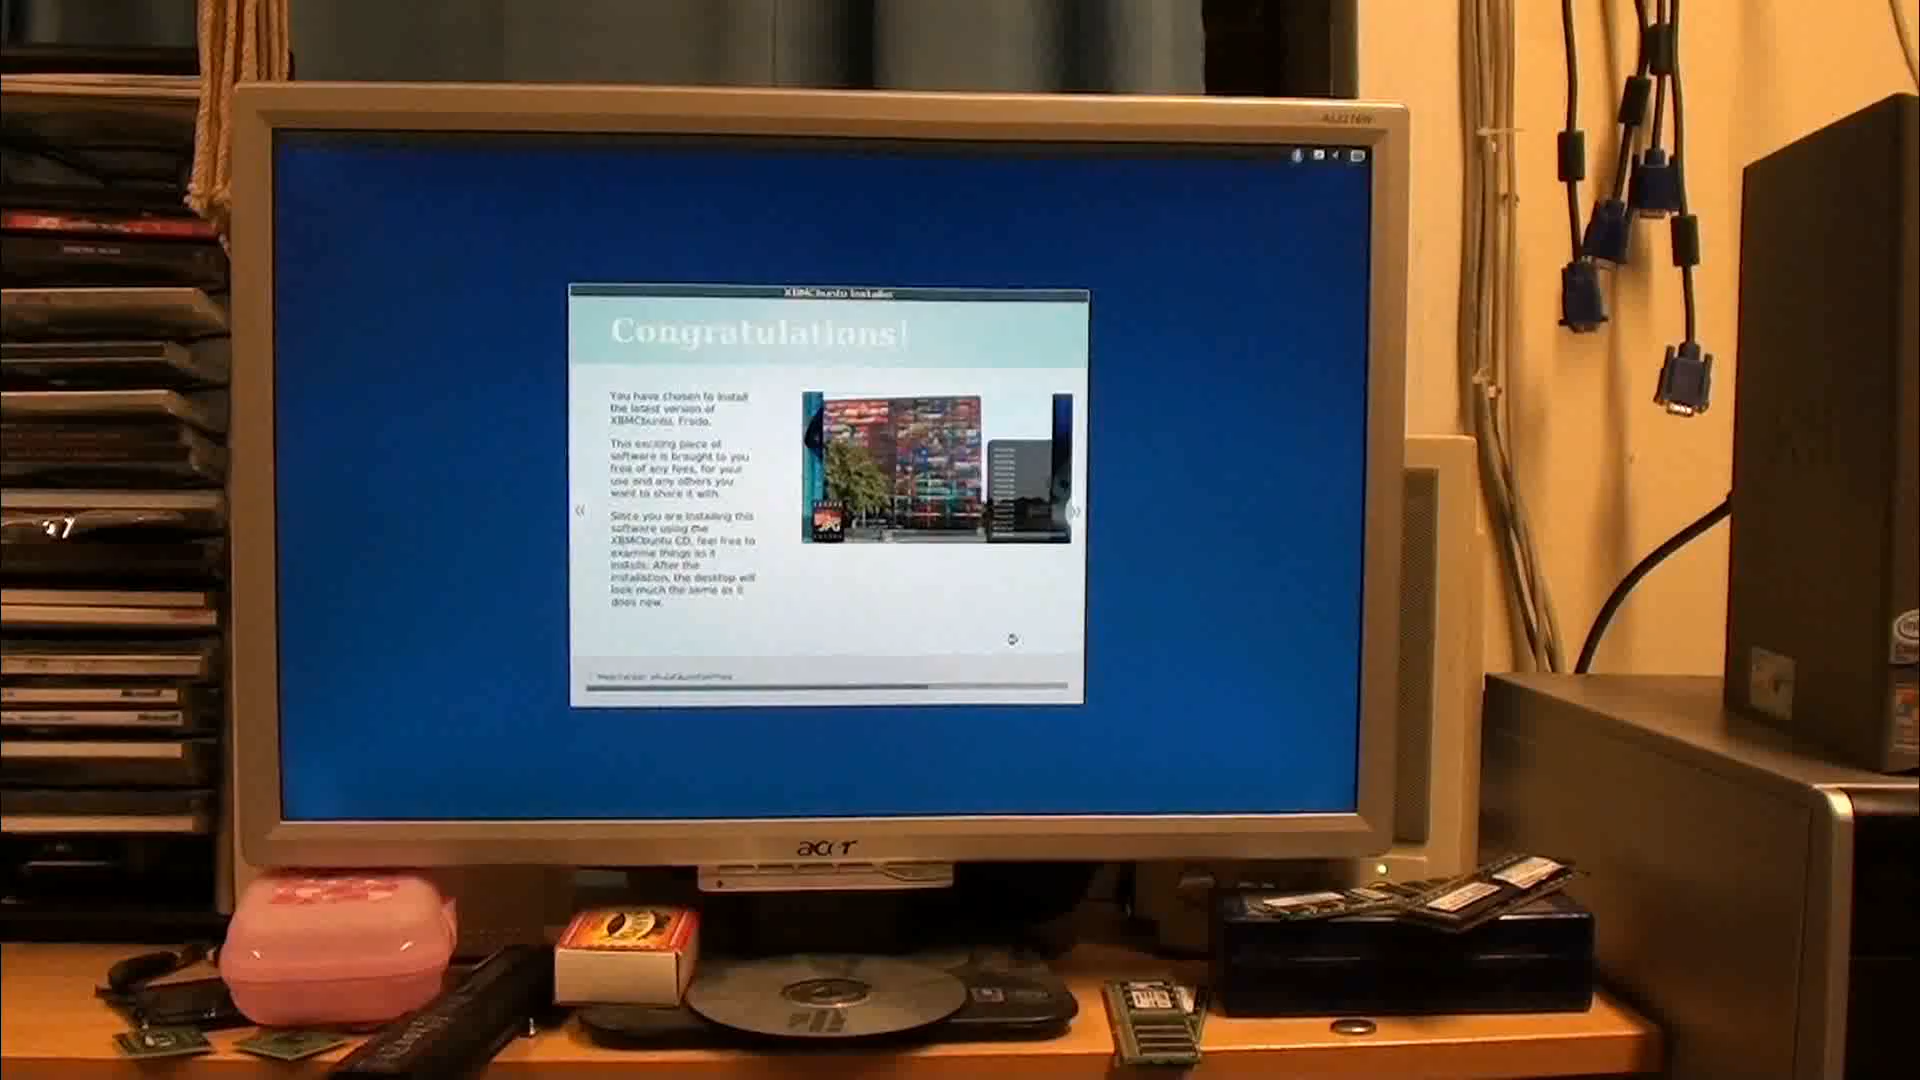 XBMCbuntu Installer
Congratulations!
You have chosen to install
the latest version of
XBMCbuntu, Frodo.
This exciting piece of
software is brought to you
free of any fees, for your
use and any others you
want to share it with.
Since you are installing this
software using the
XBMCbuntu CD, feel free to
examine things as it
installs. After the
installation, the desktop will
look much the same as it
does now.
JPG
acer
Microsoft
Microsoft